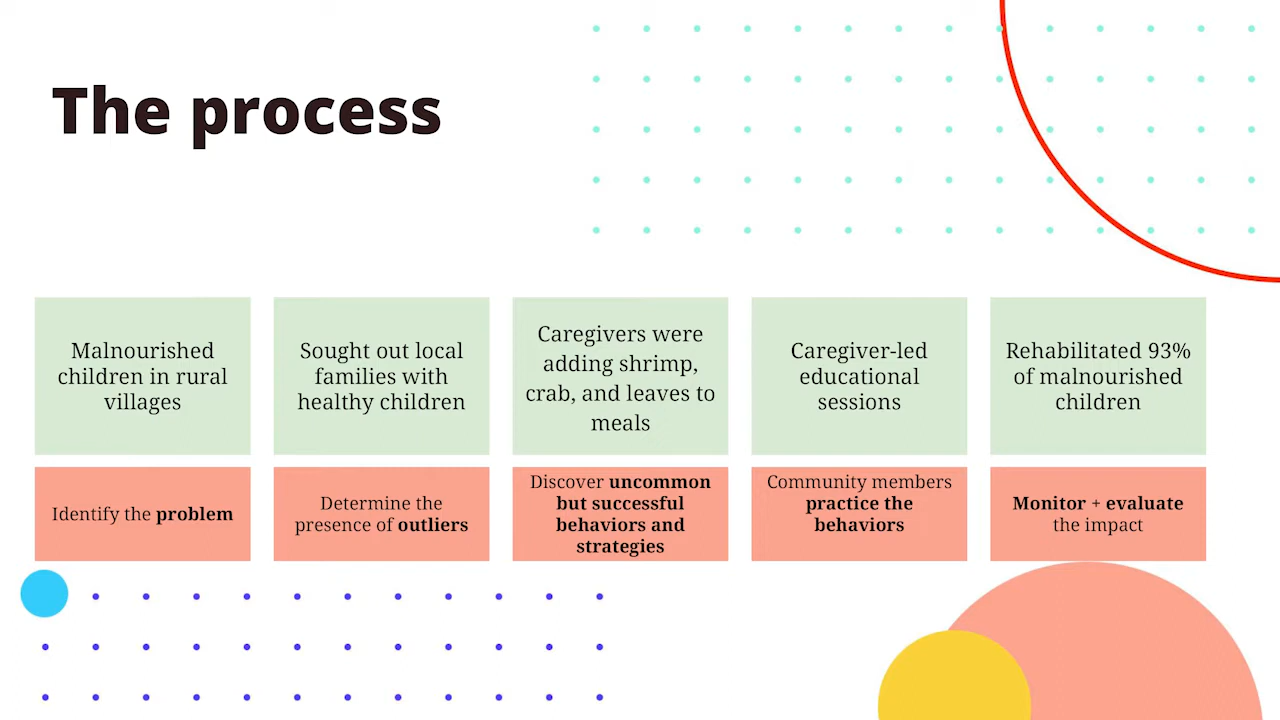 The process
Malnourished
children in rural
villages
Sought out local
families with
healthy children
Caregivers were
adding shrimp,
crab, and leaves to
meals
Caregiver-led
educational
sessions
Rehabilitated 93%
of malnourished
children
Identify the problem
Determine the
presence of outliers
Discover uncommon
but successful
behaviors and
strategies
Community members
practice the
behaviors
Monitor + evaluate
the impact